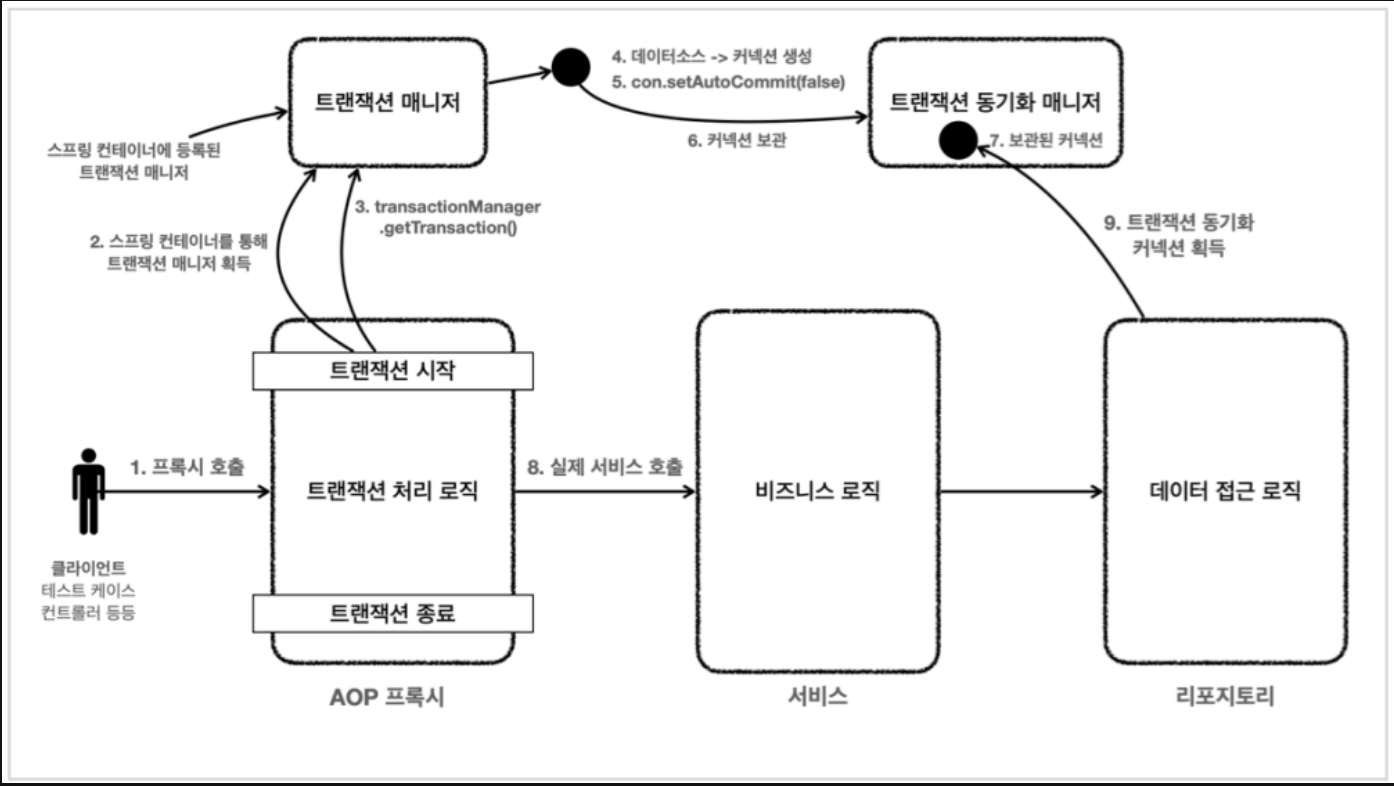 트랜잭션 매니저
4. 데이터소스 -> 커넥션 생성
5. con.setAutoCommit(false)
6. 커넥션 보관
트랜잭션 동기화 매니저
7. 보관된 커넥션
스프링 컨테이너에 등록된
트랜잭션 매니저
3. transactionManager
.getTransaction()
2. 스프링 컨테이너를 통해
트랜잭션 매니저 획득
9. 트랜잭션 동기화
커넥션 획득
트랜잭션 시작
1. 프록시 호출
트랜잭션 처리 로직
8. 실제 서비스 호출
비즈니스 로직
데이터 접근 로직
클라이언트
테스트 케이스
컨트롤러 등등
트랜잭션 종료
AOP 프록시
서비스
리포지토리